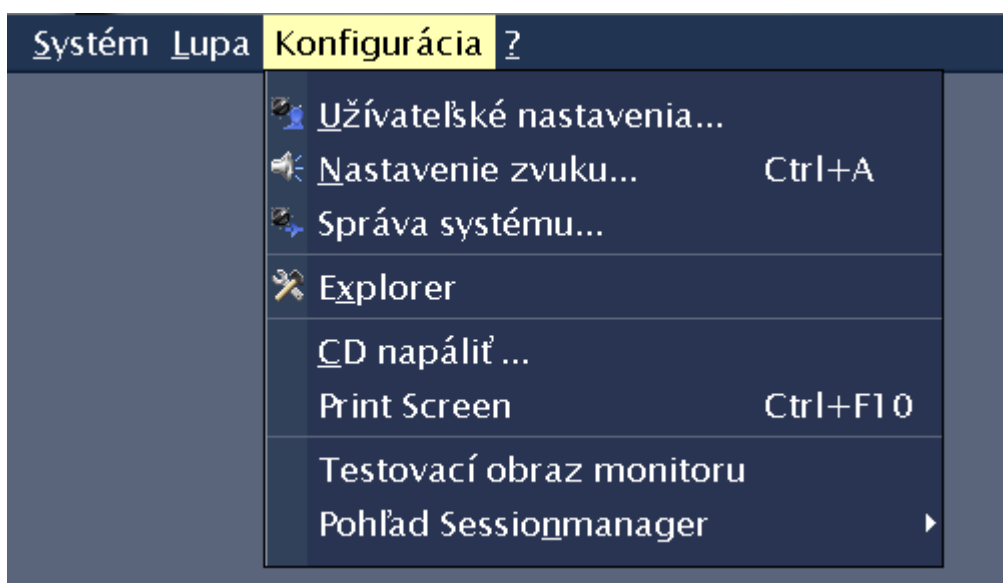 Systém Lupa Konfigurácia ?
Užívateľské nastavenia...
Nastavenie zvuku... Ctrl+A
Správa systému...
Explorer
CD napáliť ...
Print Screen Ctrl+F10
Testovací obraz monitoru
Pohľad Sessionmanager